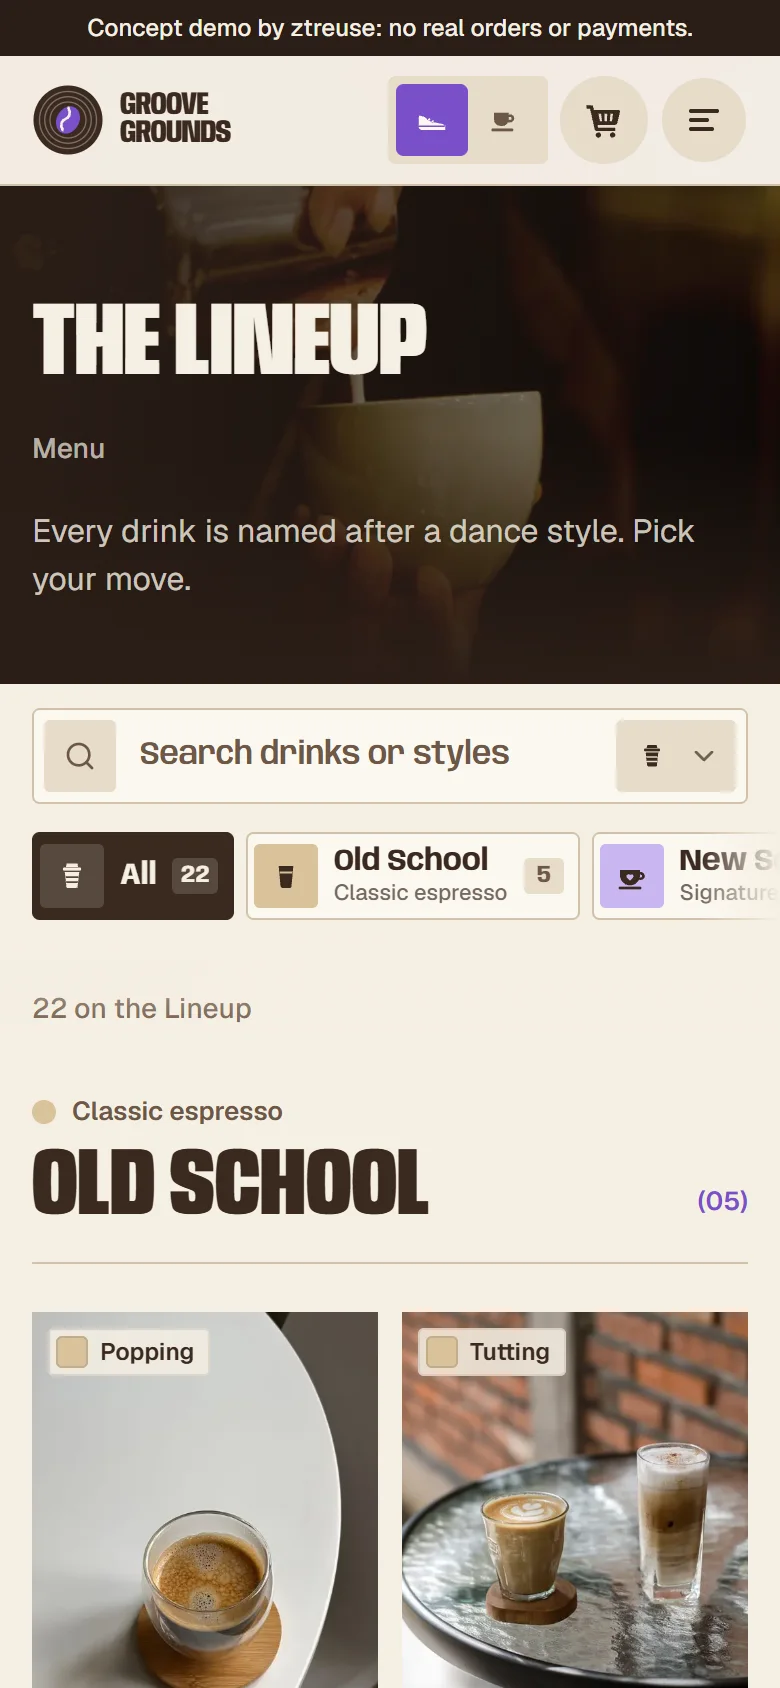 Concept demo by ztreuse: no real orders or payments.
GROOVE
GROUNDS
THE LINEUP
Menu
Every drink is named after a dance style. Pick
your move.
Search drinks or styles
All 22
Old School
Classic espresso
5
New S
Signature
22 on the Lineup
Classic espresso
OLD SCHOOL
(05)
Popping
Tutting